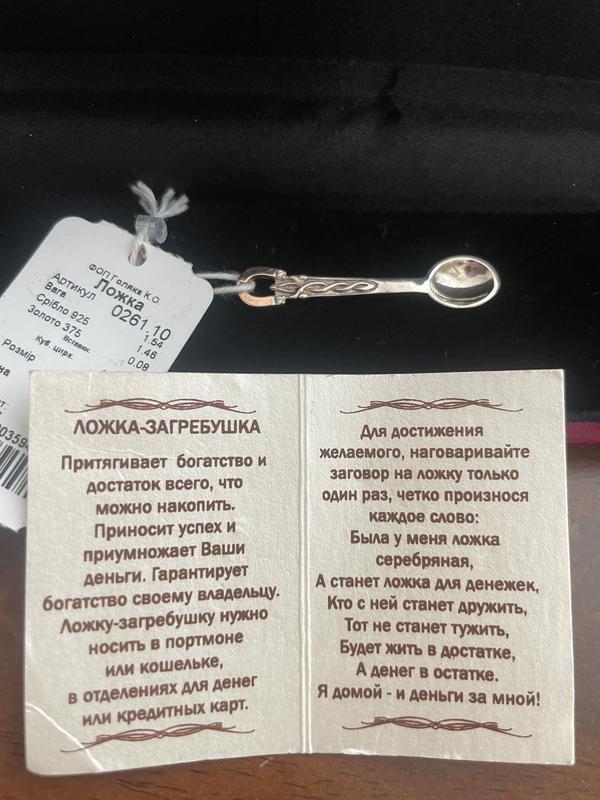 ФОП Голяка К.О.
Ложка
Артикул 0261.10
Вага 1.54
Срібло 925 1.46
Золото 375 0.08
Вставки:
Куб. цирк.
Розмір
на
ЛОЖКА-ЗАГРЕБУШКА
Притягивает богатство и
достаток всего, что
можно накопить.
Приносит успех и
приумножает Ваши
деньги. Гарантирует
богатство своему владельцу.
Ложку-загребушку нужно
носить в портмоне
или кошельке,
в отделениях для денег
или кредитных карт.
Для достижения
желаемого, наговаривайте
заговор на ложку только
один раз, четко произнося
каждое слово:
Была у меня ложка
серебряная,
А станет ложка для денежек,
Кто с ней станет дружить,
Тот не станет тужить,
Будет жить в достатке,
А денег в остатке.
Я домой - и деньги за мной!